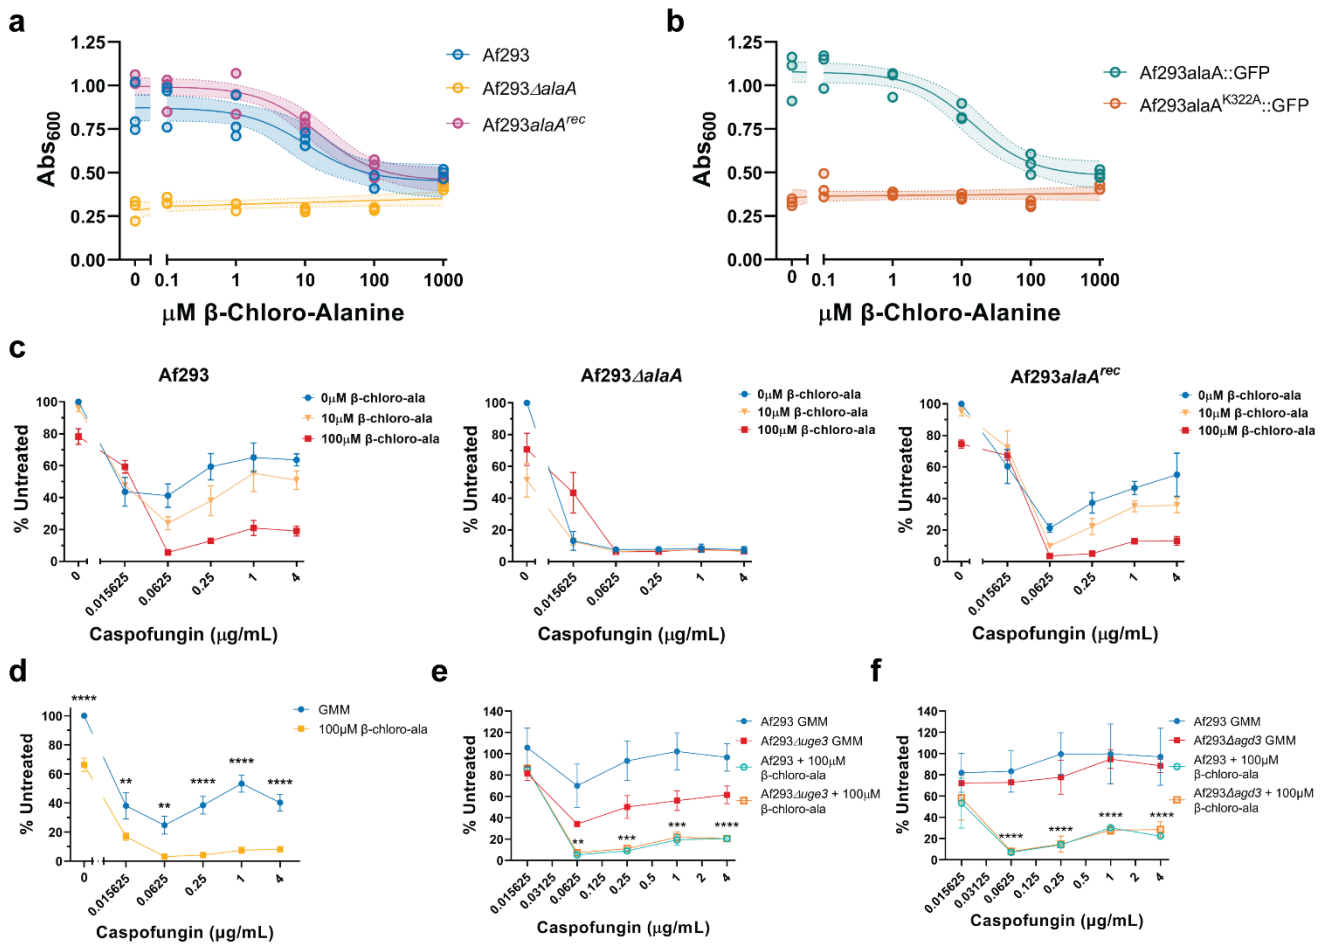 a
1.25
1.00
0.75
0.50
0.25
0.00
Abs600
0 0.1 1 10 100 1000
μM β-Chloro-Alanine
Af293
Af293ΔalaA
Af293alaArec
b
1.25
1.00
0.75
0.50
0.25
0.00
Abs600
0 0.1 1 10 100 1000
μM β-Chloro-Alanine
Af293alaA::GFP
Af293alaAK322A::GFP
c
Af293
100
80
60
40
20
0
% Untreated
0 0.015625 0.0625 0.25 1 4
Caspofungin (μg/mL)
0μM β-chloro-ala
10μM β-chloro-ala
100μM β-chloro-ala
Af293ΔalaA
100
80
60
40
20
0
% Untreated
0 0.015625 0.0625 0.25 1 4
Caspofungin (μg/mL)
0μM β-chloro-ala
10μM β-chloro-ala
100μM β-chloro-ala
Af293alaArec
100
80
60
40
20
0
% Untreated
0 0.015625 0.0625 0.25 1 4
Caspofungin (μg/mL)
0μM β-chloro-ala
10μM β-chloro-ala
100μM β-chloro-ala
d
**** ** ** **** **** ****
100
80
60
40
20
0
% Untreated
0 0.015625 0.0625 0.25 1 4
Caspofungin (μg/mL)
GMM
100μM β-chloro-ala
e
140
120
100
80
60
40
20
0
% Untreated
** *** *** ****
0.015625 0.03125 0.0625 0.125 0.25 0.5 1 2 4
Caspofungin (μg/mL)
Af293 GMM
Af293Δuge3 GMM
Af293 + 100μM
β-chloro-ala
Af293Δuge3 + 100μM
β-chloro-ala
f
140
120
100
80
60
40
20
0
% Untreated
**** **** **** ****
0.015625 0.03125 0.0625 0.125 0.25 0.5 1 2 4
Caspofungin (μg/mL)
Af293 GMM
Af293Δagd3 GMM
Af293 + 100μM
β-chloro-ala
Af293Δagd3 + 100μM
β-chloro-ala